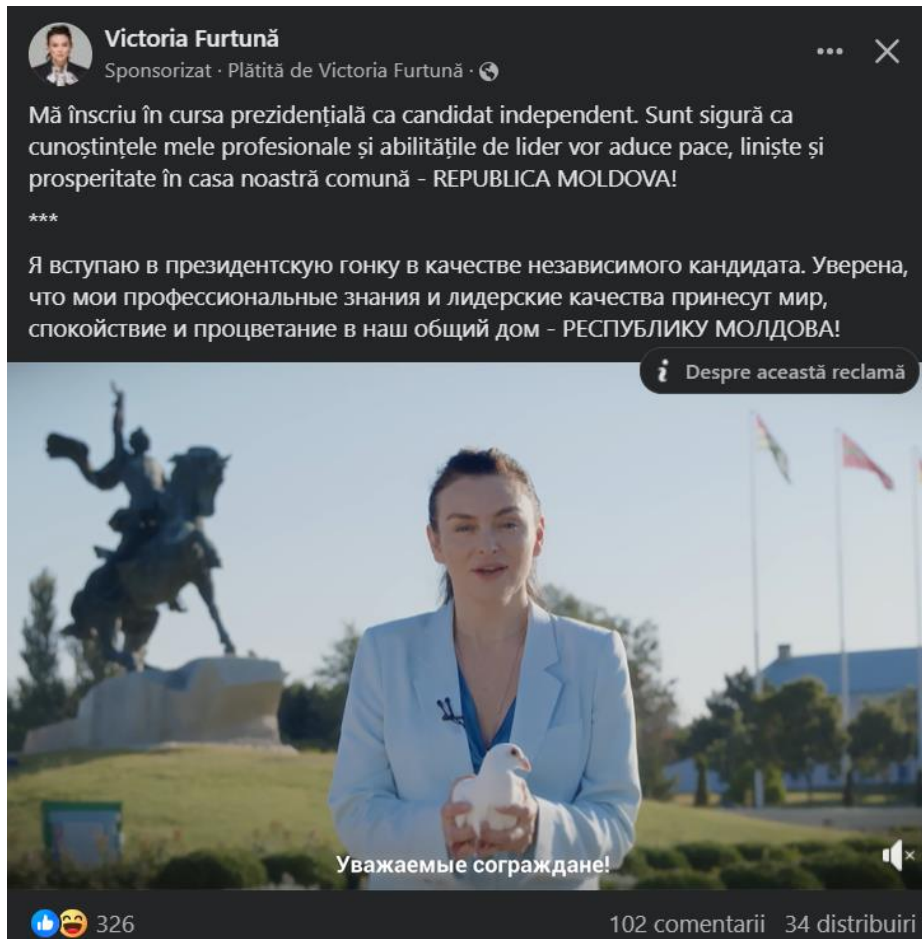 Victoria Furtună
Sponsorizat · Plătită de Victoria Furtună ·
Mă înscriu în cursa prezidențială ca candidat independent. Sunt sigură ca
cunoștințele mele profesionale și abilitățile de lider vor aduce pace, liniște și
prosperitate în casa noastră comună - REPUBLICA MOLDOVA!
***
Я вступаю в президентскую гонку в качестве независимого кандидата. Уверена,
что мои профессиональные знания и лидерские качества принесут мир,
спокойствие и процветание в наш общий дом - РЕСПУБЛИКУ МОЛДОВА!
Despre această reclamă
Уважаемые сограждане!
326
102 comentarii 34 distribuiri